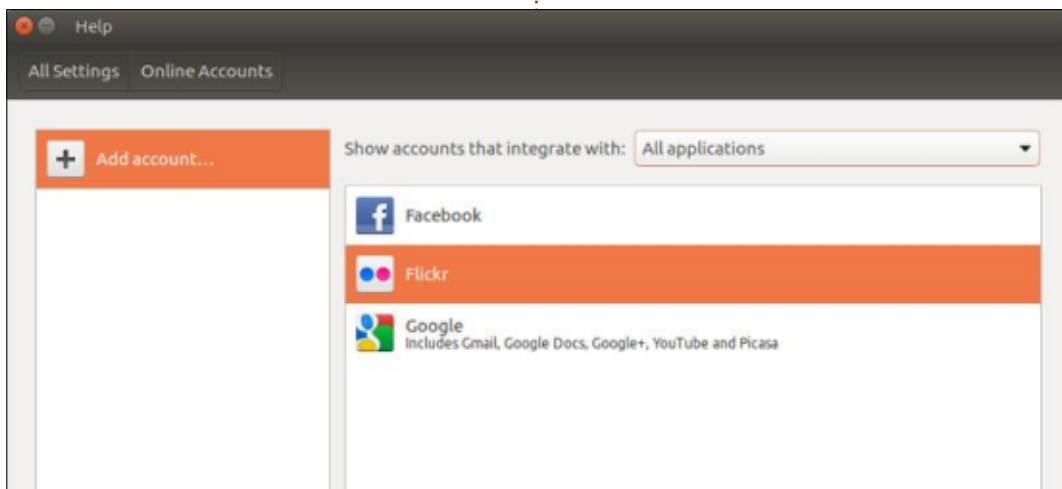 Help
All Settings Online Accounts
Add account...
Show accounts that integrate with: All applications
Facebook
Flickr
Google
Includes Gmail, Google Docs, Google+, YouTube and Picasa